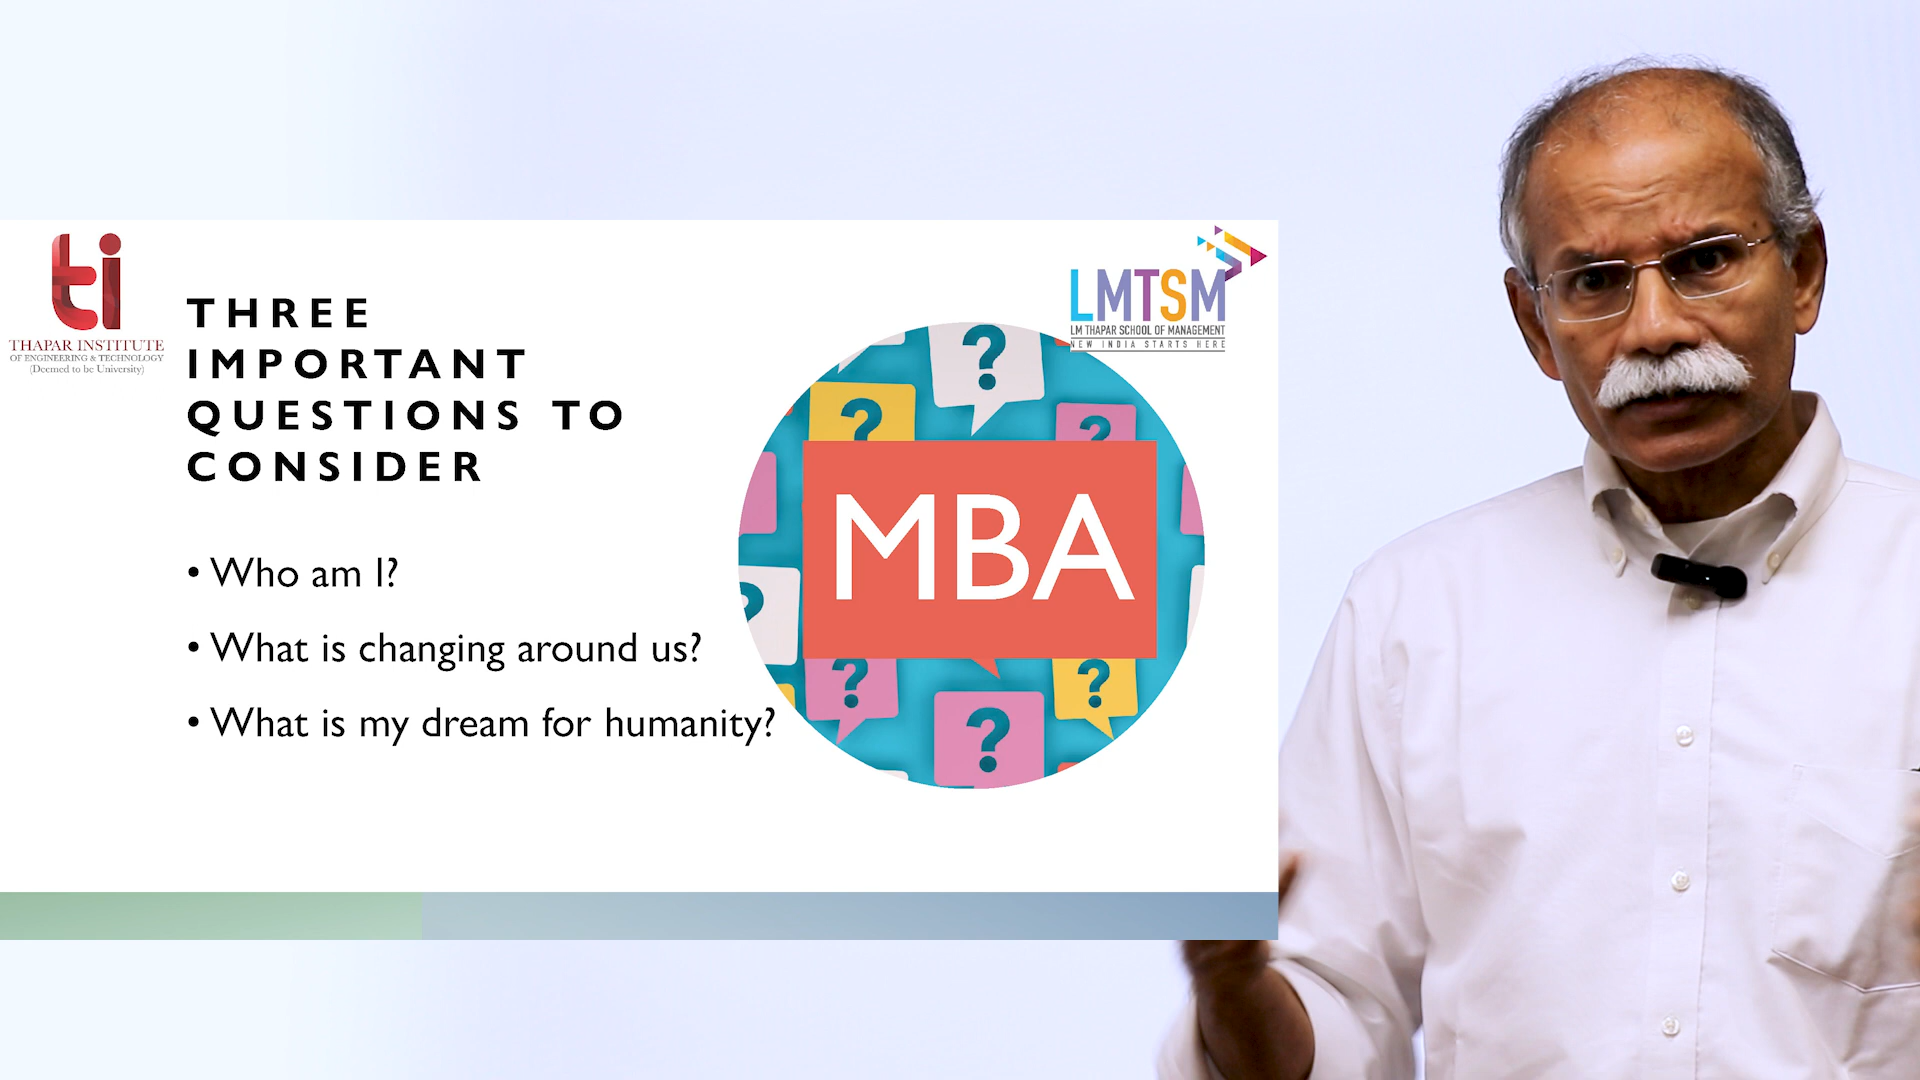 ti
THAPAR INSTITUTE
OF ENGINEERING & TECHNOLOGY
(Deemed to be University)
THREE
IMPORTANT
QUESTIONS TO
CONSIDER
• Who am I?
• What is changing around us?
• What is my dream for humanity?
LMTSM
LM THAPAR SCHOOL OF MANAGEMENT
NEW INDIA STARTS HERE
?
?
?
MBA
?
?
?
?